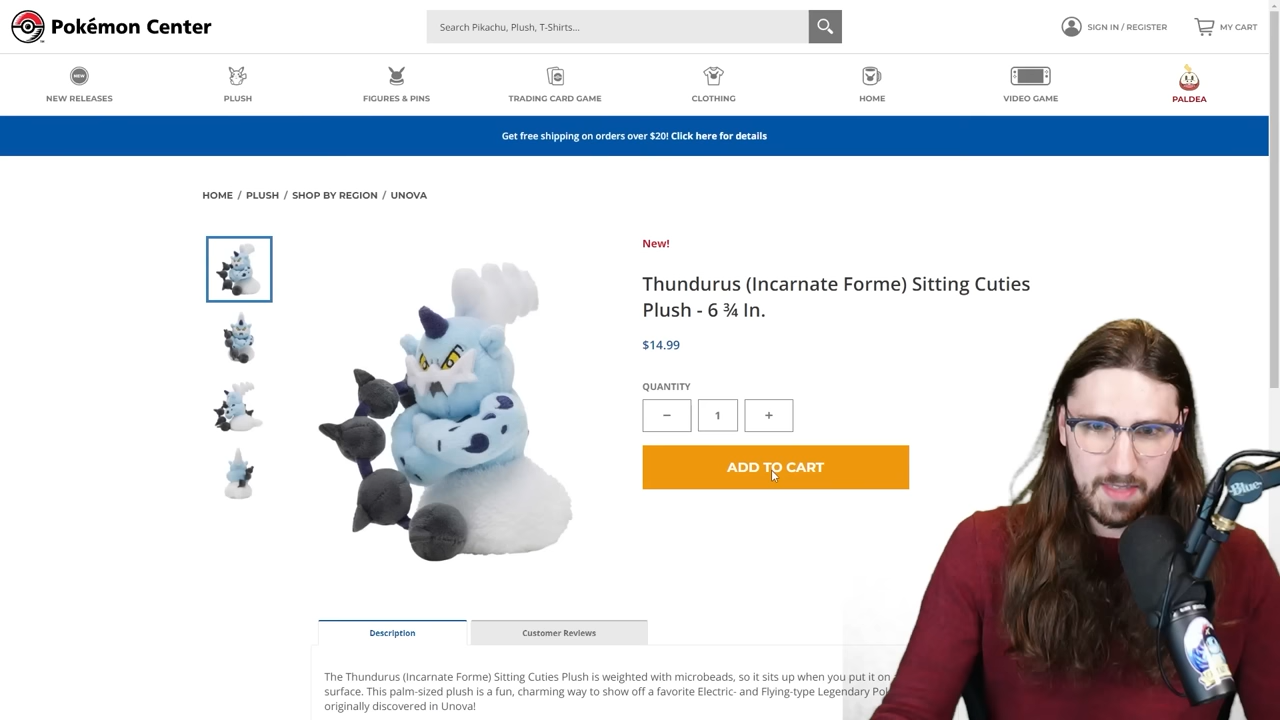 Pokémon Center
Search Pikachu, Plush, T-Shirts...
SIGN IN / REGISTER
MY CART
NEW
NEW RELEASES
PLUSH
FIGURES & PINS
TRADING CARD GAME
CLOTHING
HOME
VIDEO GAME
PALDEA
Get free shipping on orders over $20! Click here for details
HOME / PLUSH / SHOP BY REGION / UNOVA
New!
Thundurus (Incarnate Forme) Sitting Cuties
Plush - 6 ¾ In.
$14.99
QUANTITY
− 1 +
ADD TO CART
Blue
Description
Customer Reviews
The Thundurus (Incarnate Forme) Sitting Cuties Plush is weighted with microbeads, so it sits up when you put it on
surface. This palm-sized plush is a fun, charming way to show off a favorite Electric- and Flying-type Legendary
originally discovered in Unova!